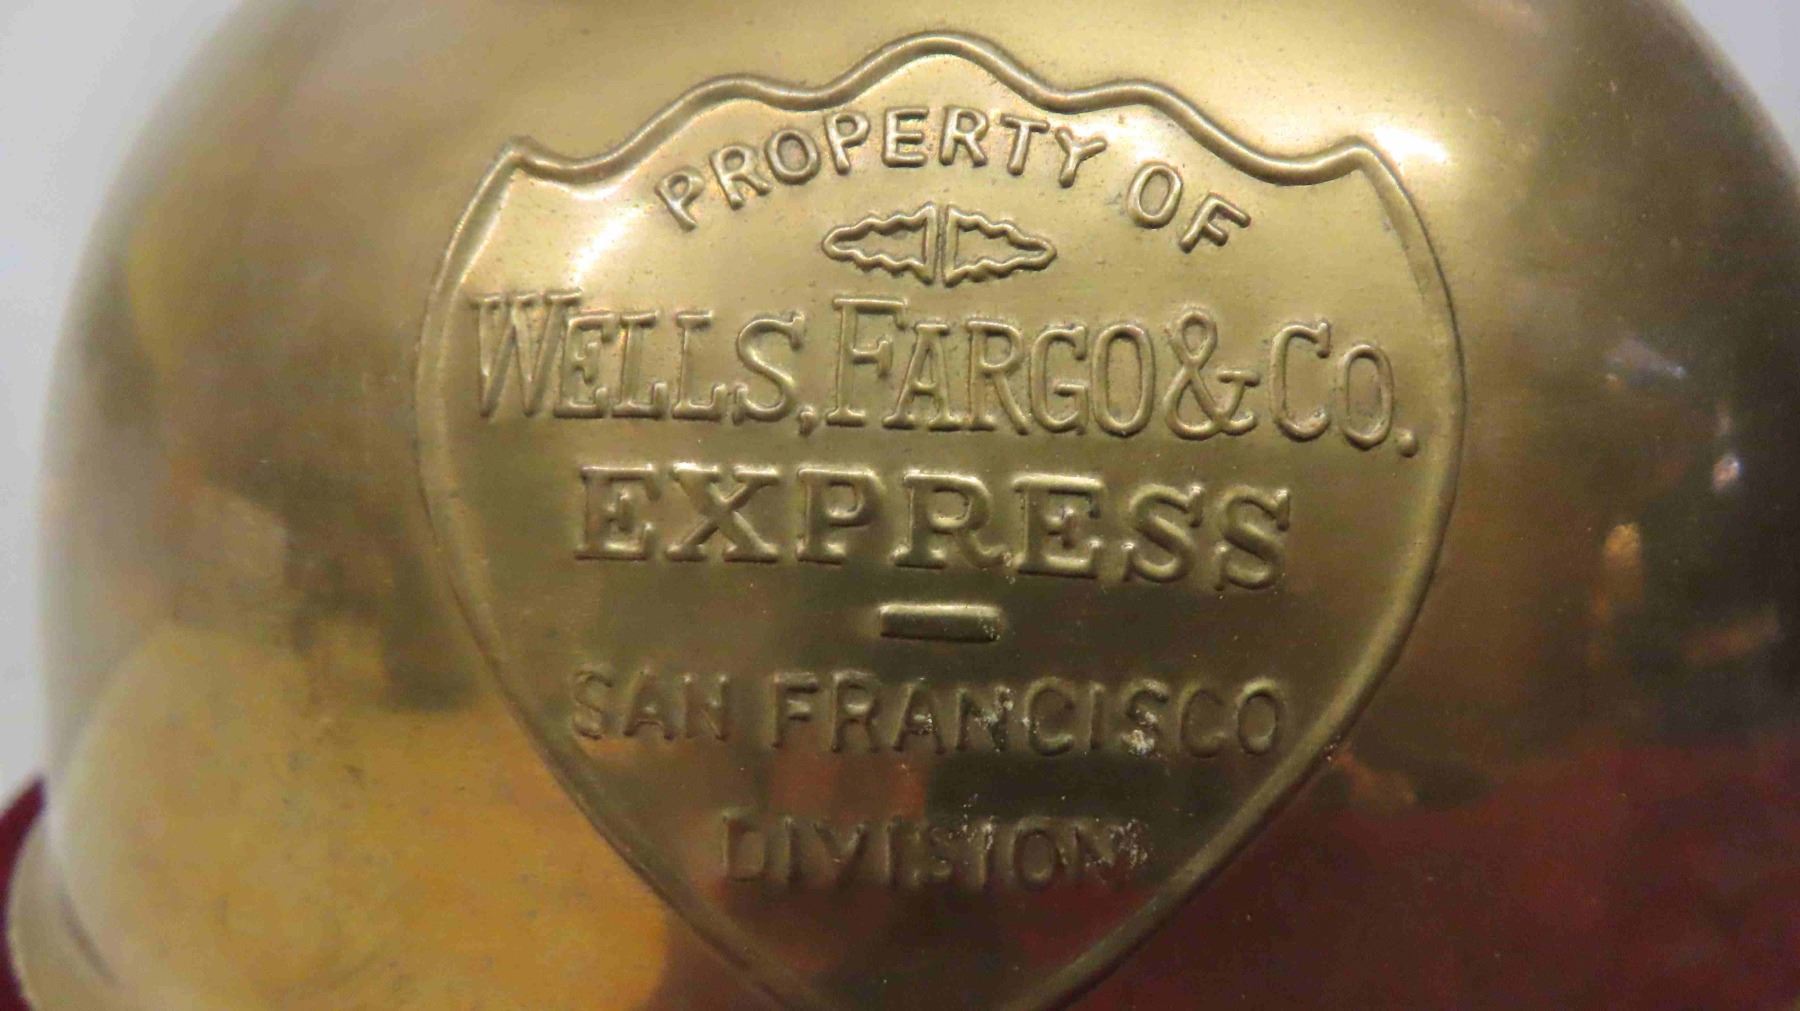 PROPERTY OF
WELLS, FARGO & CO.
EXPRESS
SAN FRANCISCO
DIVISION